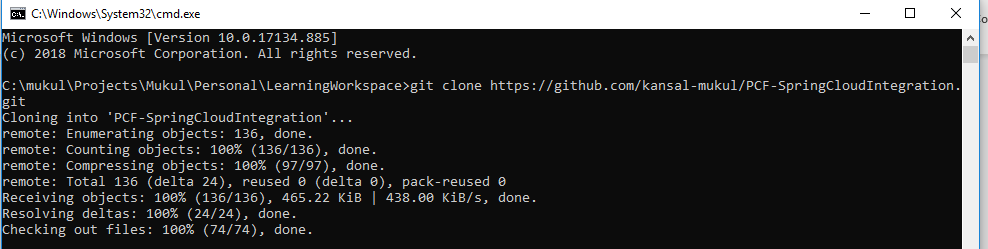 C:\Windows\System32\cmd.exe
Microsoft Windows [Version 10.0.17134.885]
(c) 2018 Microsoft Corporation. All rights reserved.
C:\mukul\Projects\Mukul\Personal\LearningWorkspace>git clone https://github.com/kansal-mukul/PCF-SpringCloudIntegration.
git
Cloning into 'PCF-SpringCloudIntegration'...
remote: Enumerating objects: 136, done.
remote: Counting objects: 100% (136/136), done.
remote: Compressing objects: 100% (97/97), done.
remote: Total 136 (delta 24), reused 0 (delta 0), pack-reused 0
Receiving objects: 100% (136/136), 465.22 KiB | 438.00 KiB/s, done.
Resolving deltas: 100% (24/24), done.
Checking out files: 100% (74/74), done.